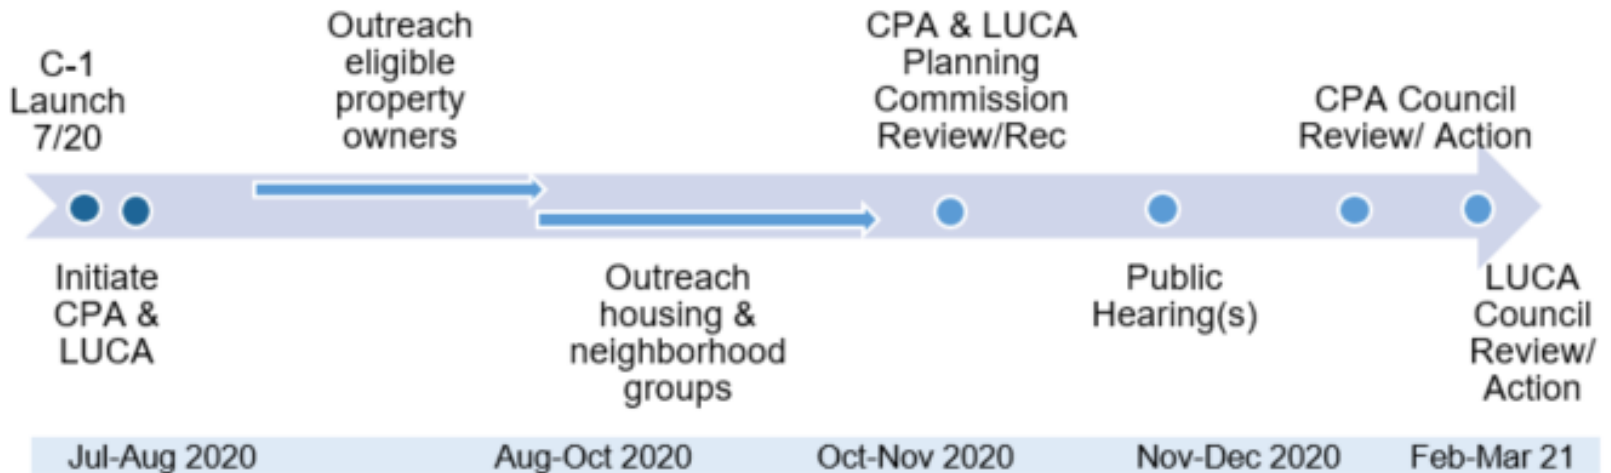 C-1
Launch
7/20
Outreach
eligible
property
owners
CPA & LUCA
Planning
Commission
Review/Rec
CPA Council
Review/ Action
Initiate
CPA &
LUCA
Outreach
housing &
neighborhood
groups
Public
Hearing(s)
LUCA
Council
Review/
Action
Jul-Aug 2020
Aug-Oct 2020
Oct-Nov 2020
Nov-Dec 2020
Feb-Mar 21